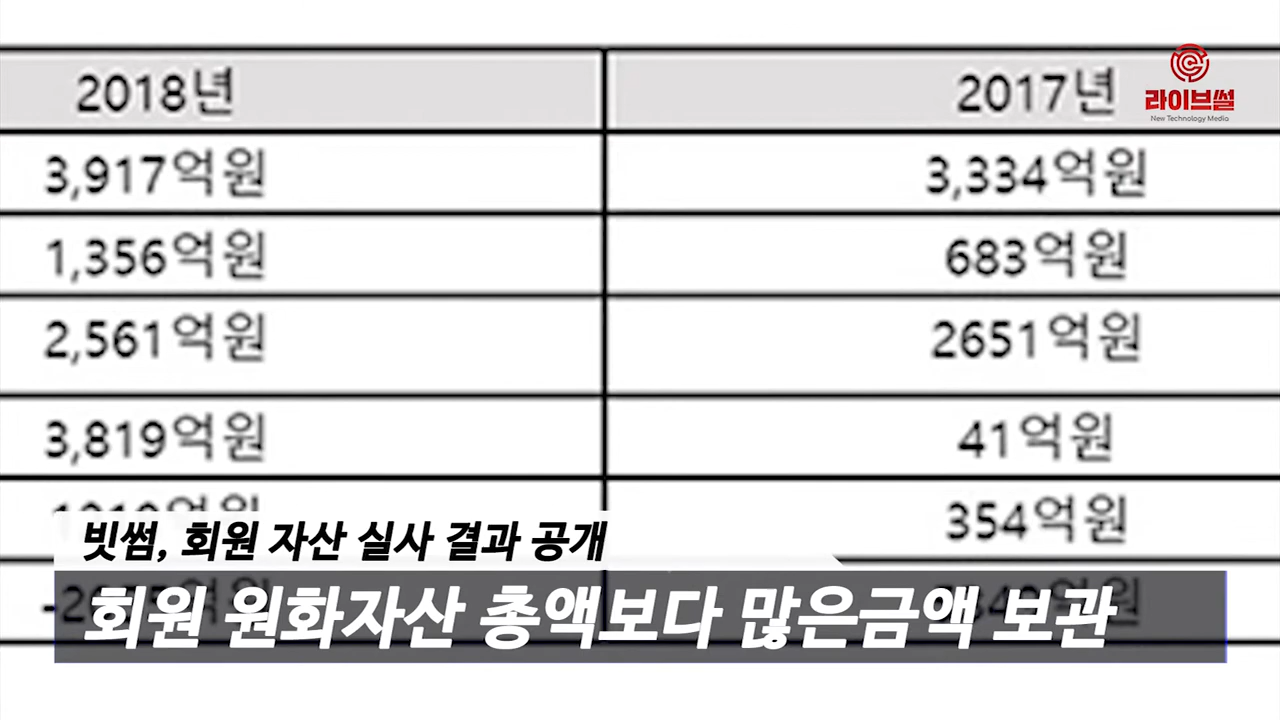 2018년 2017년
라이브썰
New Technology Media
3,917억원 3,334억원
1,356억원 683억원
2,561억원 2651억원
3,819억원 41억원
354억원
빗썸, 회원 자산 실사 결과 공개
회원 원화자산 총액보다 많은금액 보관